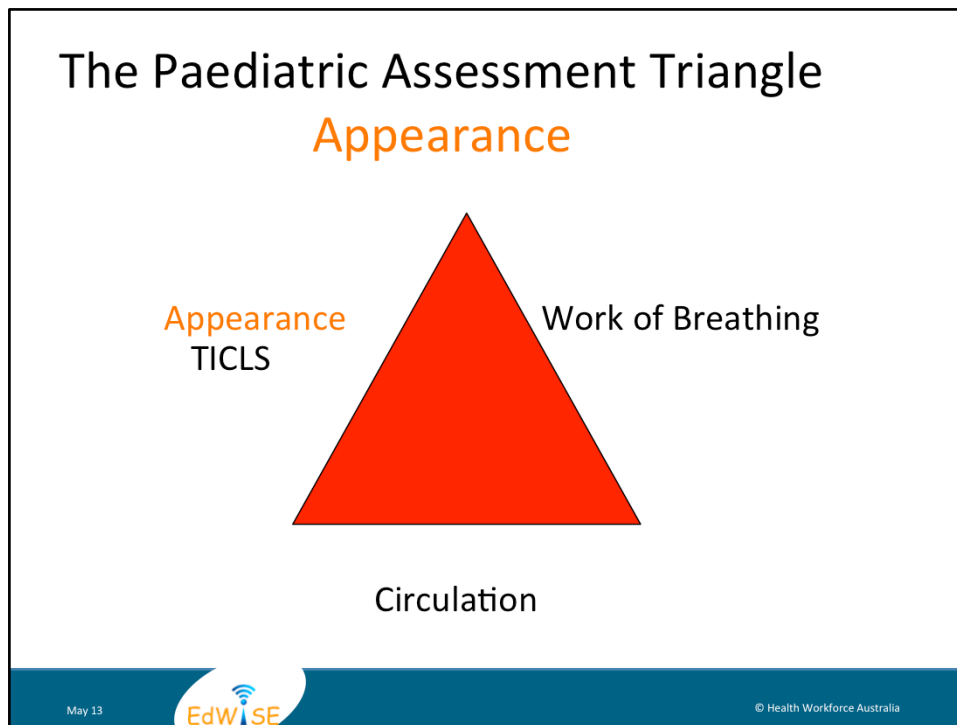 The Paediatric Assessment Triangle
Appearance
Appearance
TICLS
Work of Breathing
Circulation
May 13
EdWiSE
© Health Workforce Australia